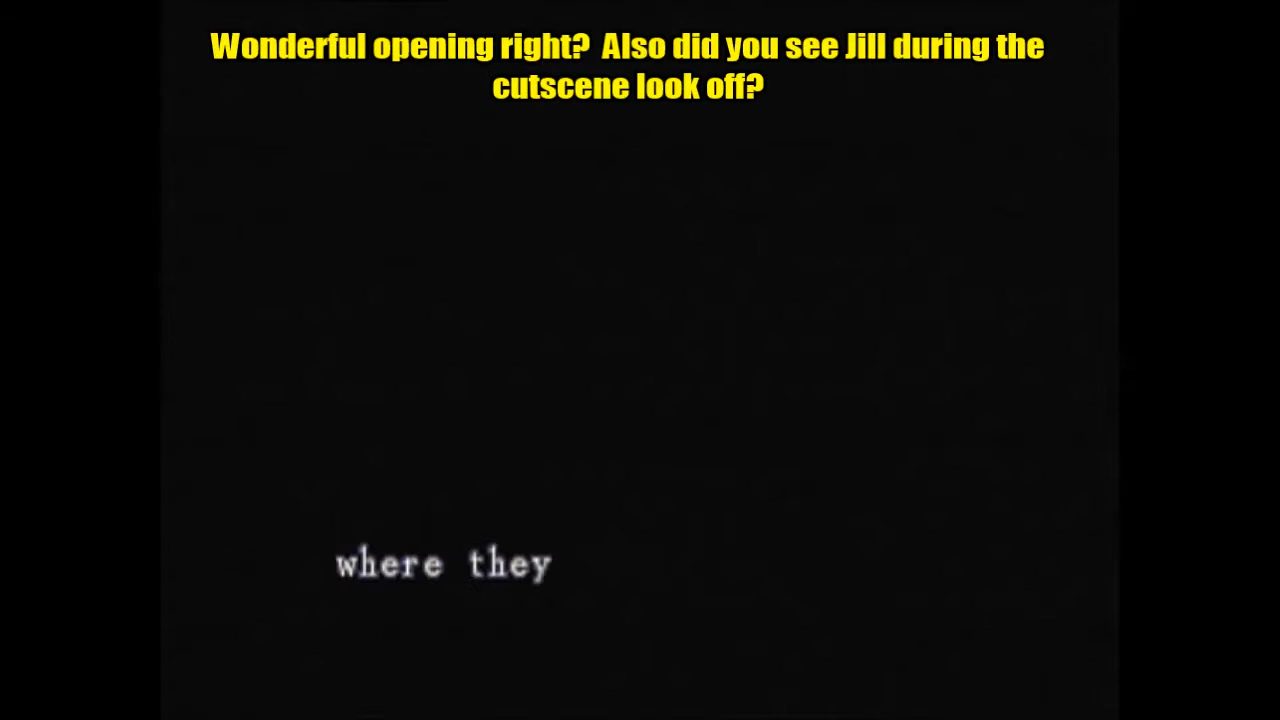 Wonderful opening right?  Also did you see Jill during the
cutscene look off?
where they